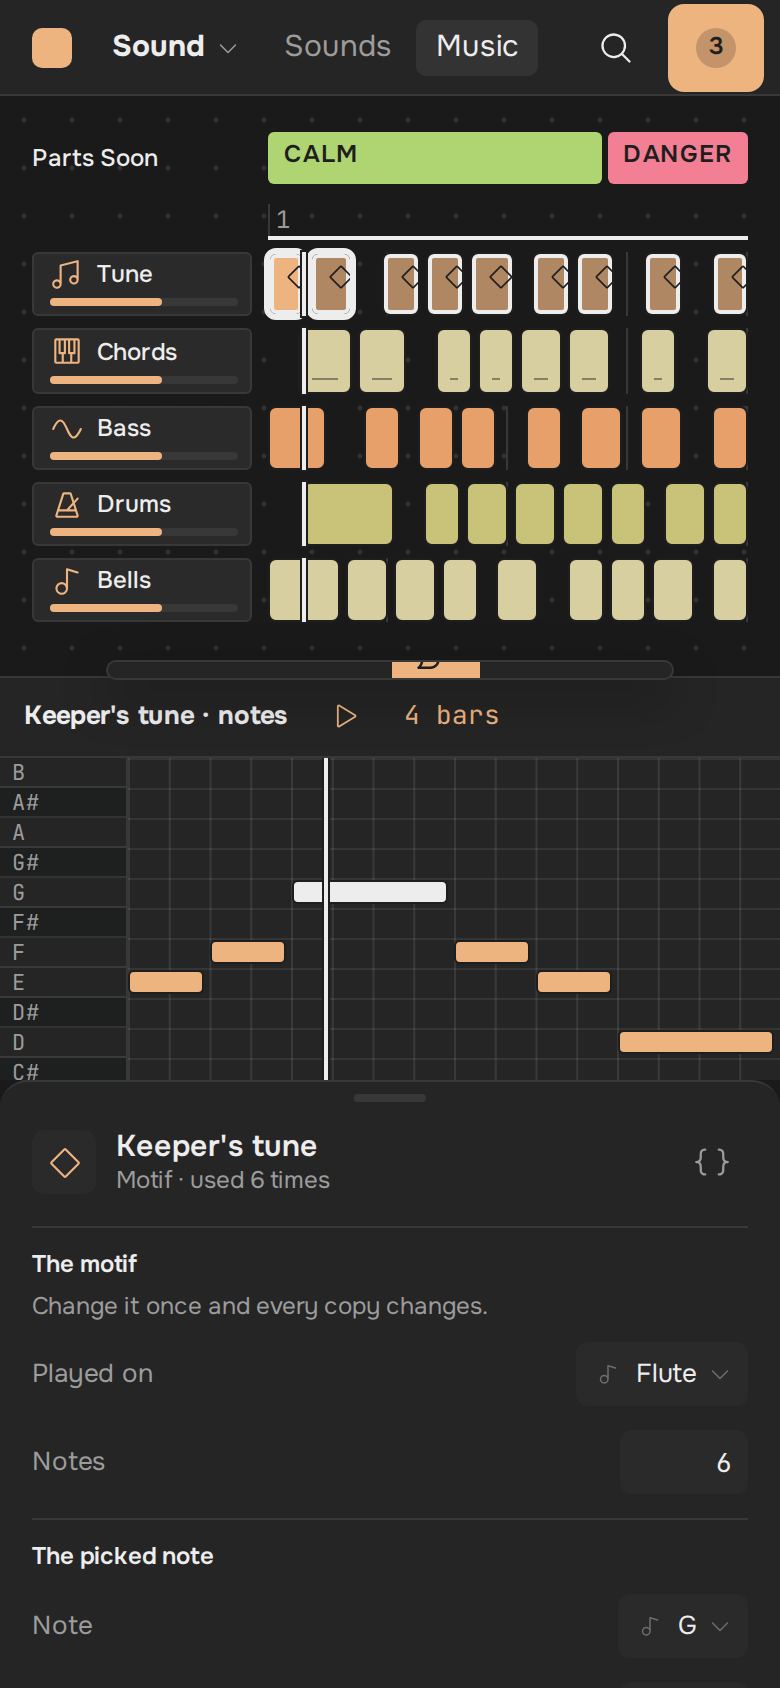 Sound Sounds Music 3
Parts Soon CALM DANGER
1
Tune
Chords
Bass
Drums
Bells
Keeper's tune · notes 4 bars
B
A#
A
G#
G
F#
F
E
D#
D
C#
Keeper's tune
Motif · used 6 times
{ }
The motif
Change it once and every copy changes.
Played on Flute
Notes 6
The picked note
Note G